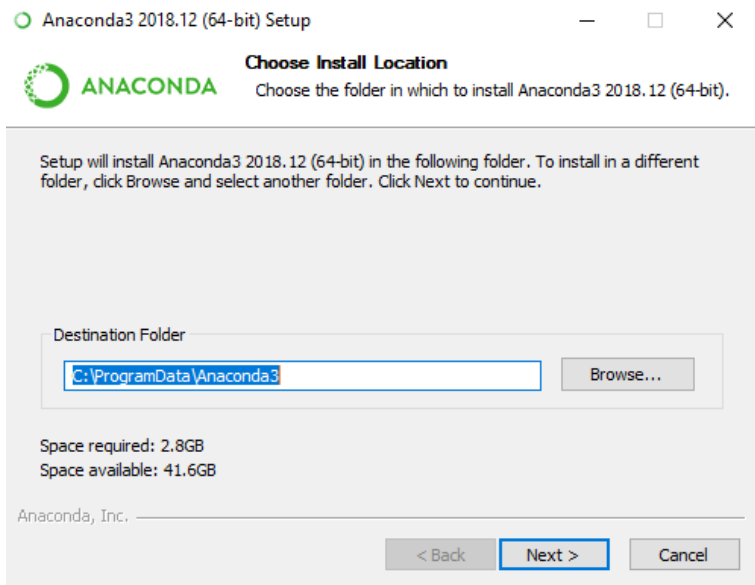 Anaconda3 2018.12 (64-bit) Setup
ANACONDA
Choose Install Location
Choose the folder in which to install Anaconda3 2018.12 (64-bit).
Setup will install Anaconda3 2018.12 (64-bit) in the following folder. To install in a different
folder, click Browse and select another folder. Click Next to continue.
Destination Folder
C:\ProgramData\Anaconda3
Browse...
Space required: 2.8GB
Space available: 41.6GB
Anaconda, Inc.
< Back
Next >
Cancel